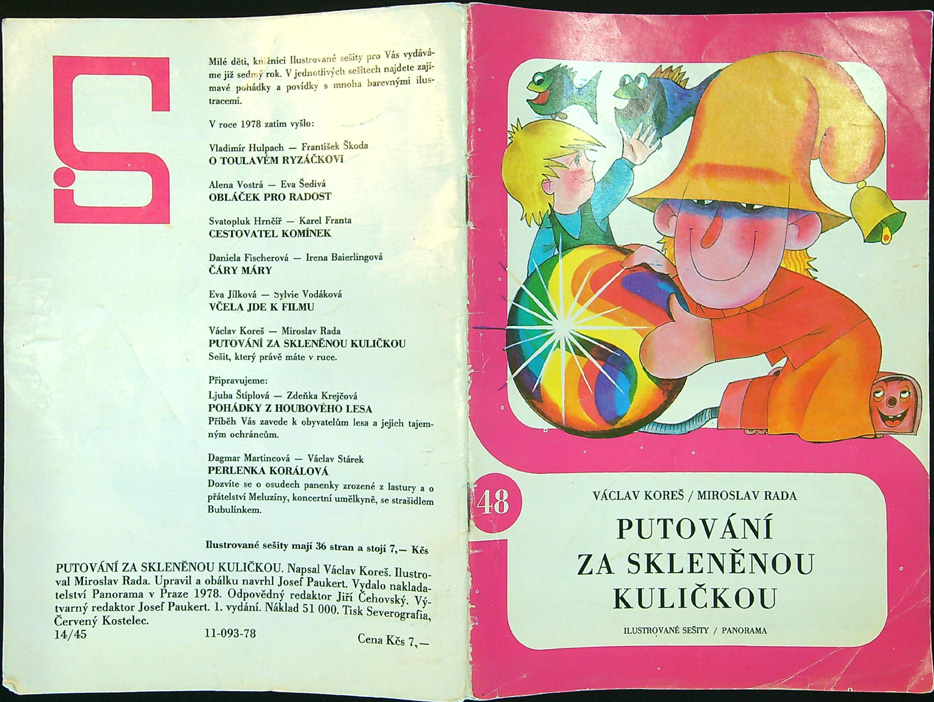 Milé děti, knižnici Ilustrované sešity pro Vás vydává-
me již sedmý rok. V jednotlivých sešitech najdete zají-
mavé pohádky a povídky s mnoha barevnými ilus-
tracemi.
V roce 1978 zatím vyšlo:
Vladimír Hulpach — František Škoda
O TOULAVÉM RYZÁČKOVI
Alena Vostrá — Eva Šedivá
OBLÁČEK PRO RADOST
Svatopluk Hrnčíř — Karel Franta
CESTOVATEL KOMÍNEK
Daniela Fischerová — Irena Baierlingová
ČÁRY MÁRY
Eva Jílková — Sylvie Vodáková
VČELA JDE K FILMU
Václav Koreš — Miroslav Rada
PUTOVÁNÍ ZA SKLENĚNOU KULIČKOU
Sešit, který právě máte v ruce.
Připravujeme:
Ljuba Štíplová — Zdeňka Krejčová
POHÁDKY Z HOUBOVÉHO LESA
Příběh Vás zavede k obyvatelům lesa a jejich tajem-
ným ochráncům.
Dagmar Martincová — Václav Stárek
PERLENKA KORÁLOVÁ
Dozvíte se o osudech panenky zrozené z lastury a o
přátelství Meluzíny, koncertní umělkyně, se strašidlem
Bubulínkem.
Ilustrované sešity mají 36 stran a stojí 7,— Kčs
PUTOVÁNÍ ZA SKLENĚNOU KULIČKOU. Napsal Václav Koreš. Ilustro-
val Miroslav Rada. Upravil a obálku navrhl Josef Paukert. Vydalo naklada-
telství Panorama v Praze 1978. Odpovědný redaktor Jiří Čehovský. Vý-
tvarný redaktor Josef Paukert. 1. vydání. Náklad 51 000. Tisk Severografia,
Červený Kostelec.
14/45 11-093-78 Cena Kčs 7,—
48
VÁCLAV KOREŠ / MIROSLAV RADA
PUTOVÁNÍ
ZA SKLENĚNOU
KULIČKOU
ILUSTROVANÉ SEŠITY / PANORAMA